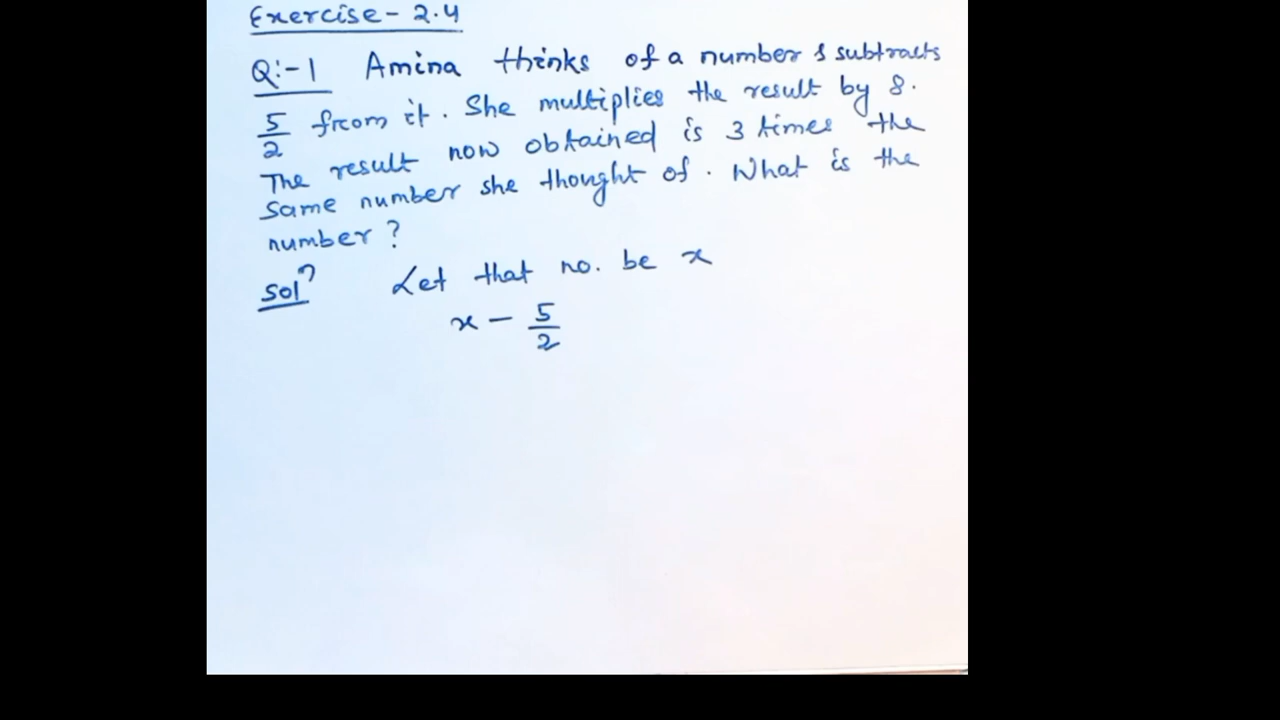 Exercise - 2.4
Q:-1 Amina thinks of a number & subtracts
5/2 from it. She multiplies the result by 8.
The result now obtained is 3 times the
same number she thought of. What is the
number?
Solⁿ Let that no. be x
x - 5/2